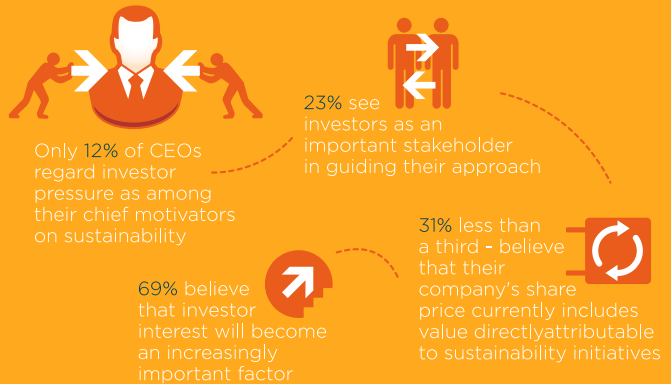 Only 12% of CEOs
regard investor
pressure as among
their chief motivators
on sustainability
23% see
investors as an
important stakeholder
in guiding their approach
31% less than
a third - believe
that their
company's share
price currently includes
value directlyattributable
to sustainability initiatives
69% believe
that investor
interest will become
an increasingly
important factor